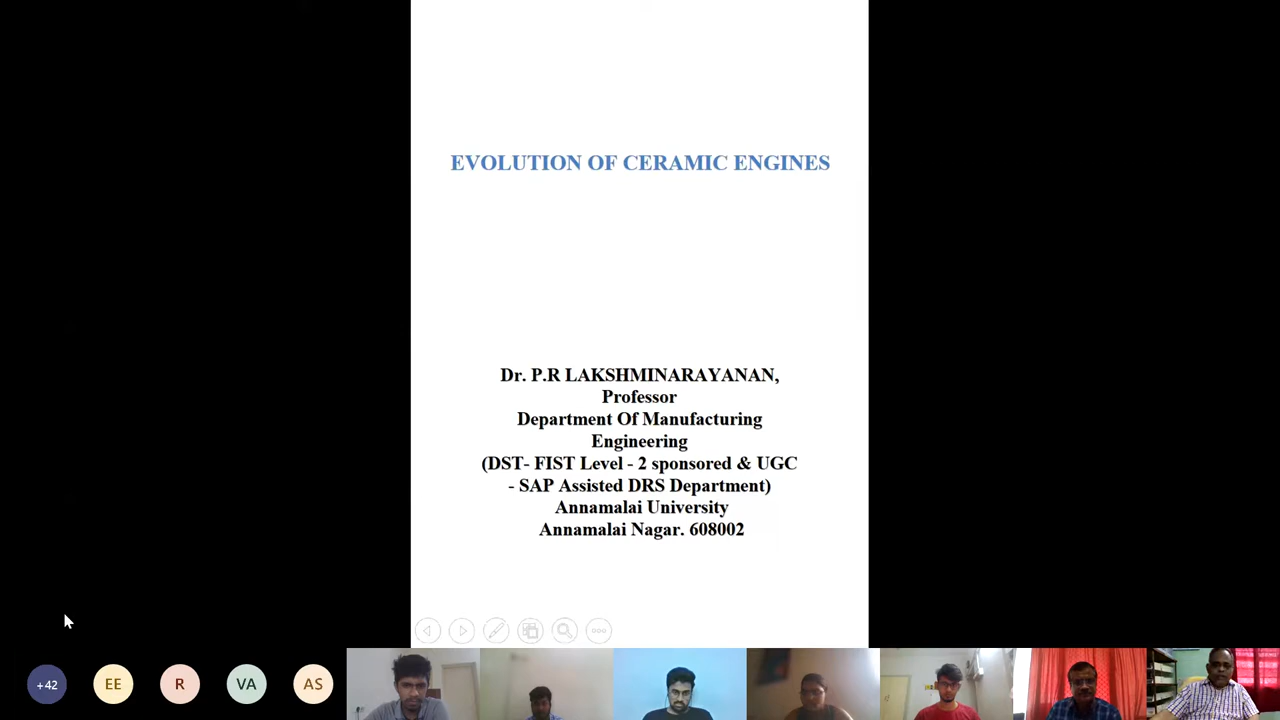 EVOLUTION OF CERAMIC ENGINES
Dr. P.R LAKSHMINARAYANAN,
Professor
Department Of Manufacturing
Engineering
(DST- FIST Level - 2 sponsored & UGC
- SAP Assisted DRS Department)
Annamalai University
Annamalai Nagar. 608002
+42
EE
R
VA
AS